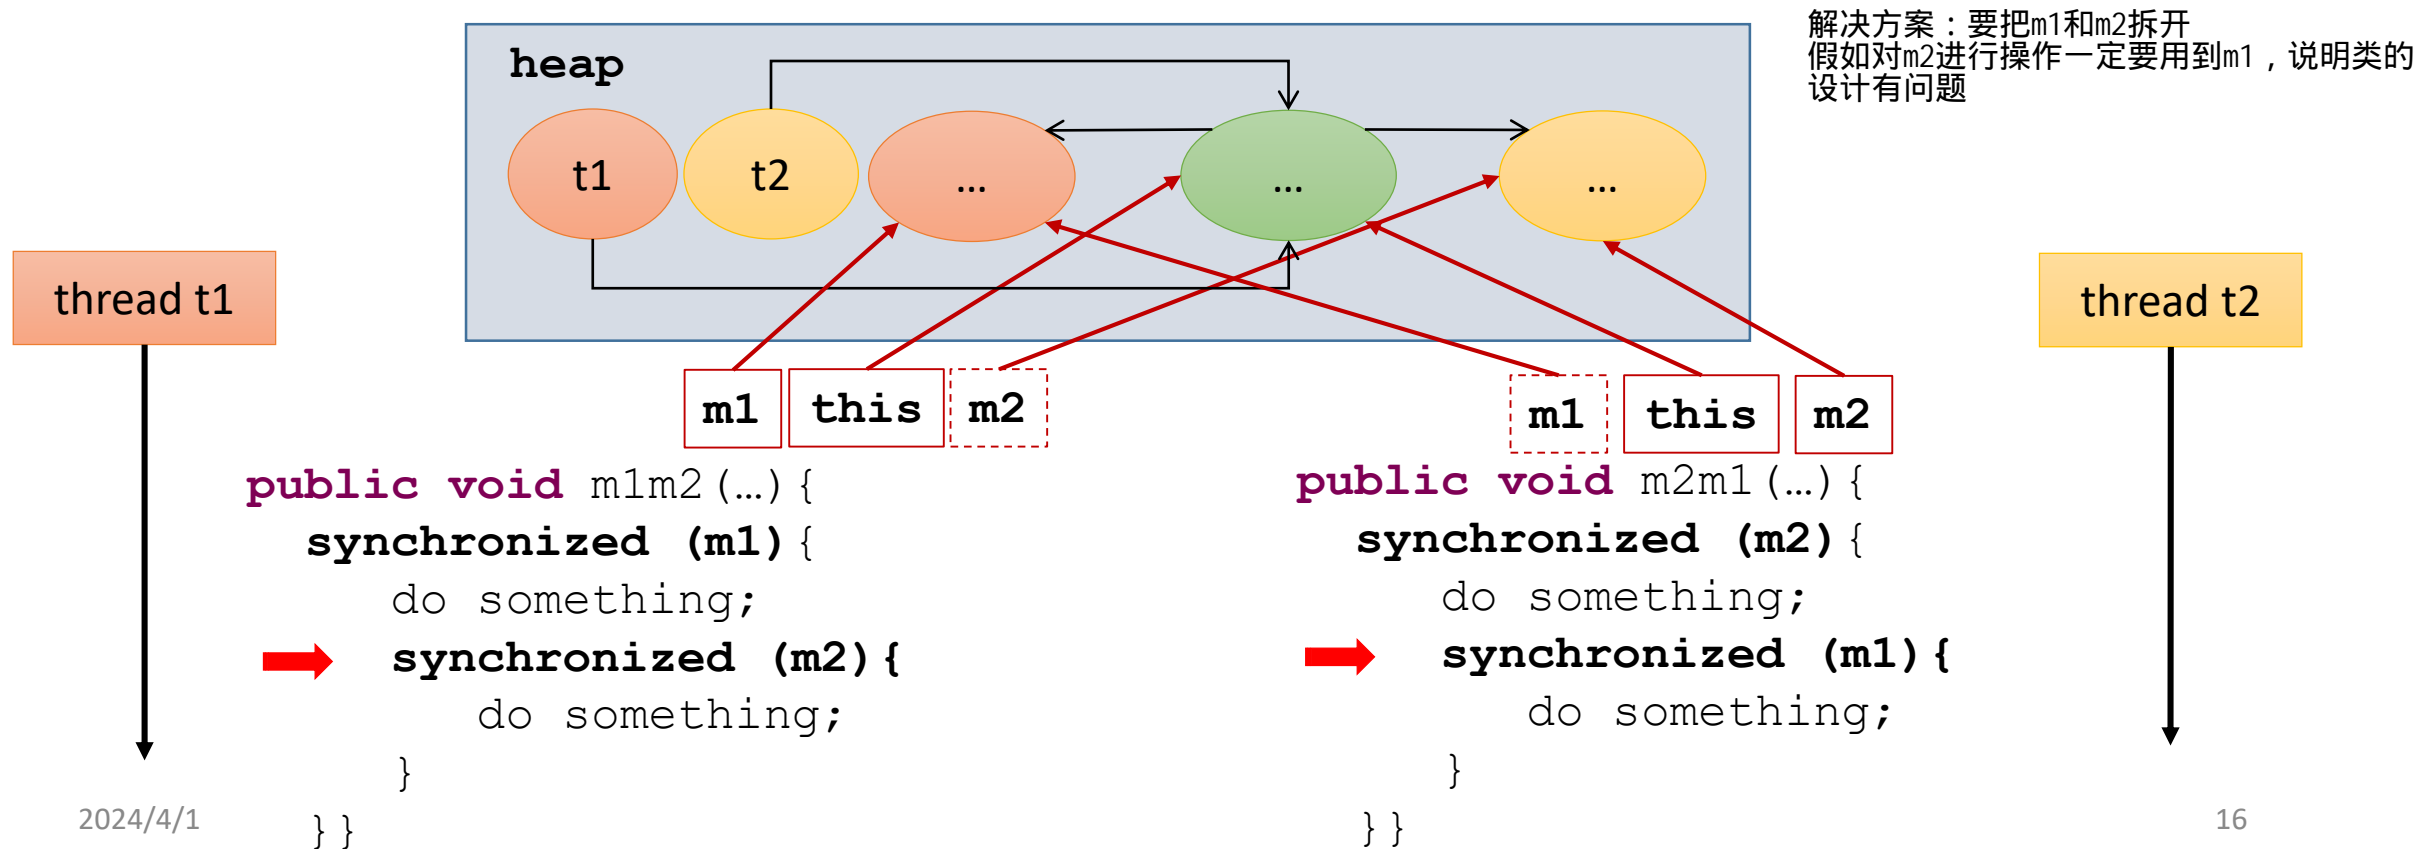 解决方案：要把m1和m2拆开
假如对m2进行操作一定要用到m1，说明类的
设计有问题
heap
t1
t2
…
…
…
thread t1
thread t2
m1
this
m2
m1
this
m2
public void m1m2(…){
synchronized (m1){
do something;
synchronized (m2){
do something;
}
}}
public void m2m1(…){
synchronized (m2){
do something;
synchronized (m1){
do something;
}
}}
2024/4/1
16